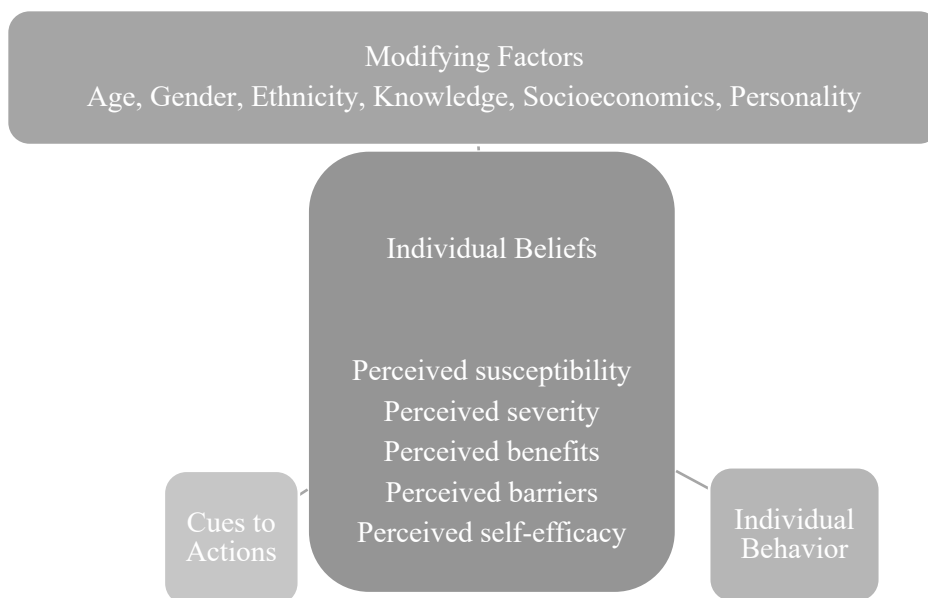 Modifying Factors
Age, Gender, Ethnicity, Knowledge, Socioeconomics, Personality
Individual Beliefs
Perceived susceptibility
Perceived severity
Perceived benefits
Perceived barriers
Perceived self-efficacy
Cues to
Actions
Individual
Behavior